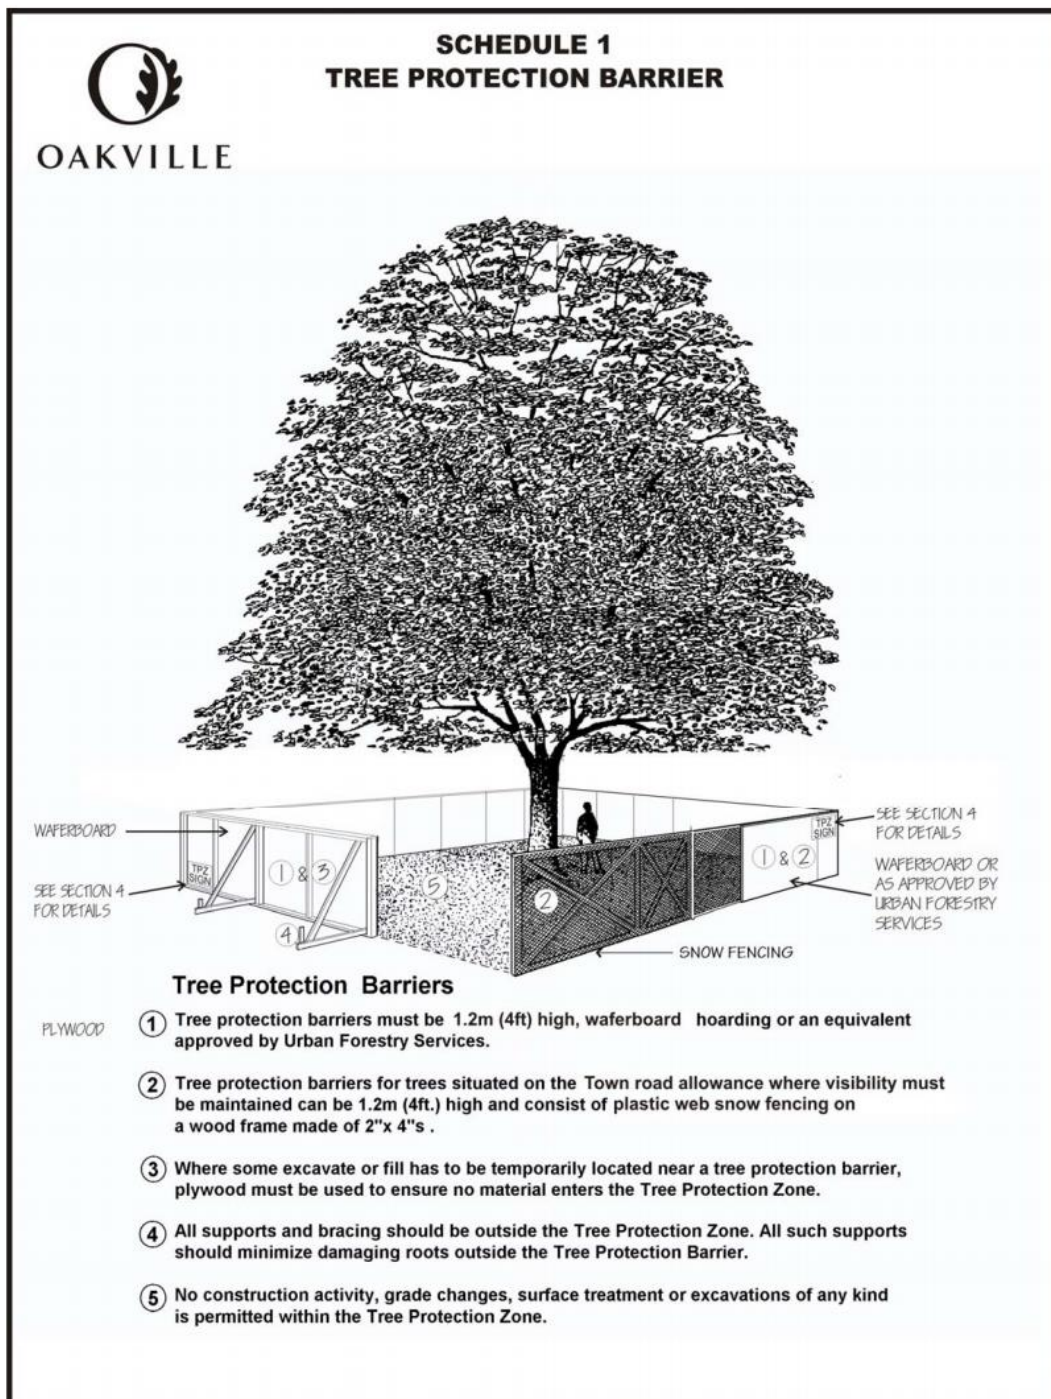 SCHEDULE 1
TREE PROTECTION BARRIER
OAKVILLE
WAFERBOARD
SEE SECTION 4
FOR DETAILS
TPZ
SIGN
1 & 3
4
5
2
1 & 2
TPZ
SIGN
SEE SECTION 4
FOR DETAILS
WAFERBOARD OR
AS APPROVED BY
URBAN FORESTRY
SERVICES
SNOW FENCING
Tree Protection Barriers
PLYWOOD
1 Tree protection barriers must be 1.2m (4ft) high, waferboard hoarding or an equivalent
approved by Urban Forestry Services.
2 Tree protection barriers for trees situated on the Town road allowance where visibility must
be maintained can be 1.2m (4ft.) high and consist of plastic web snow fencing on
a wood frame made of 2"x 4"s .
3 Where some excavate or fill has to be temporarily located near a tree protection barrier,
plywood must be used to ensure no material enters the Tree Protection Zone.
4 All supports and bracing should be outside the Tree Protection Zone. All such supports
should minimize damaging roots outside the Tree Protection Barrier.
5 No construction activity, grade changes, surface treatment or excavations of any kind
is permitted within the Tree Protection Zone.